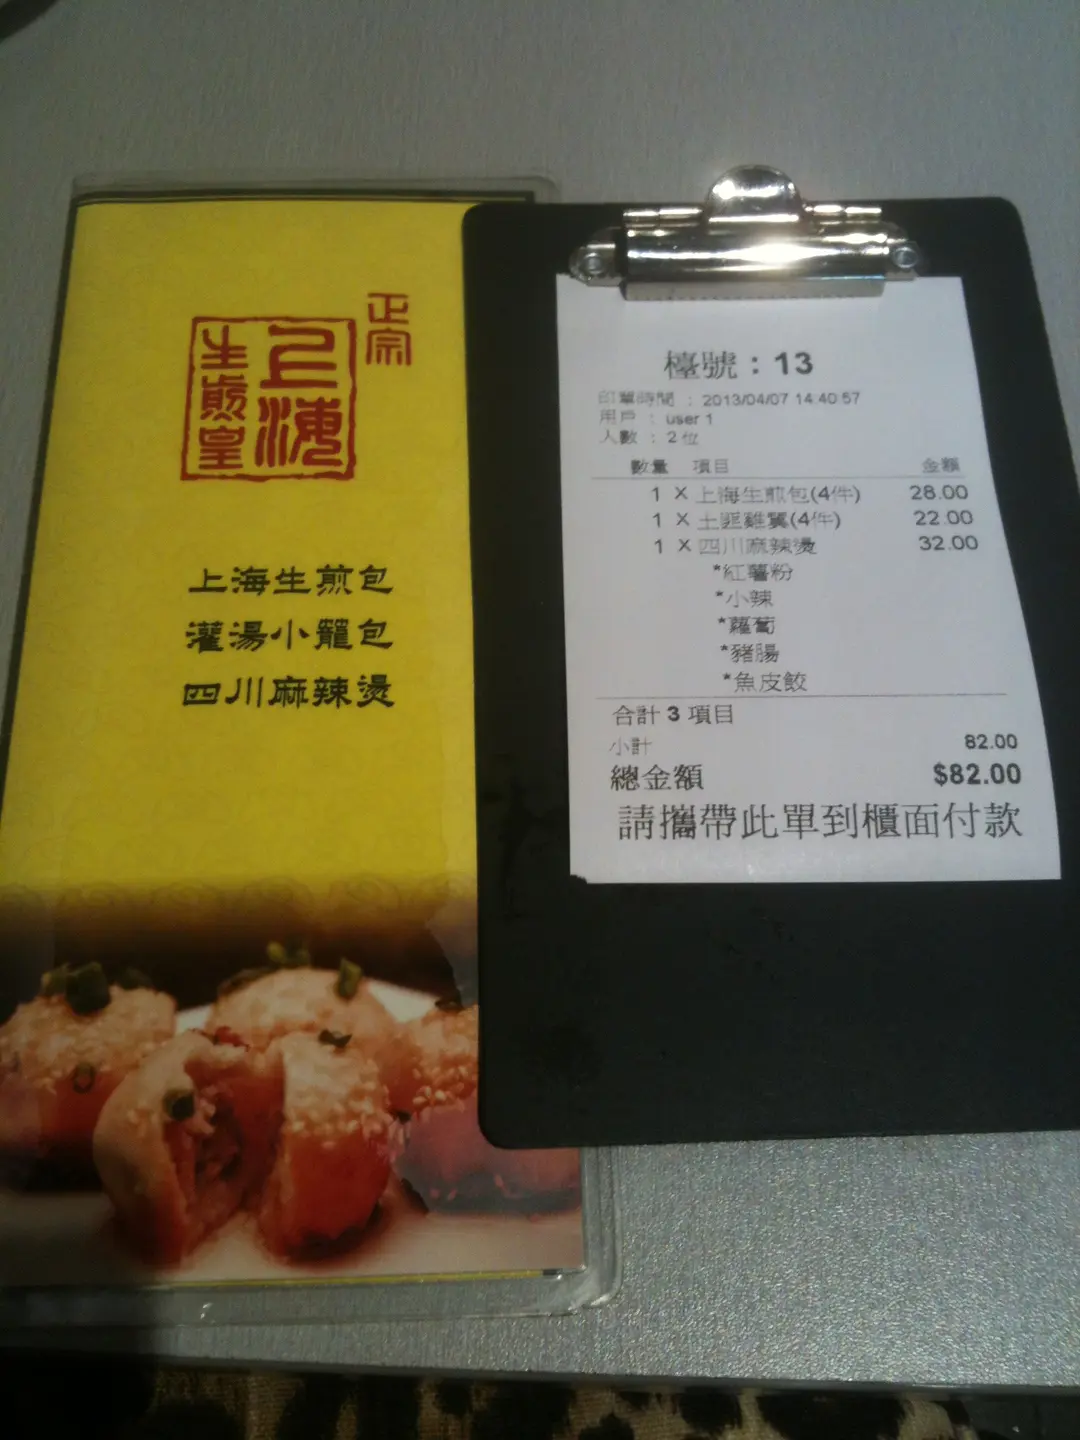 正宗
上海
生煎皇
上海生煎包
灌湯小籠包
四川麻辣燙
檯號：13
印單時間 : 2013/04/07 14:40:57
用戶 : user 1
人數 : 2 位
數量 項目 金額
1 X 上海生煎包(4件) 28.00
1 X 土匪雞翼(4件) 22.00
1 X 四川麻辣燙 32.00
*紅薯粉
*小辣
*蘿蔔
*豬腸
*魚皮餃
合計 3 項目
小計 82.00
總金額 $82.00
請攜帶此單到櫃面付款